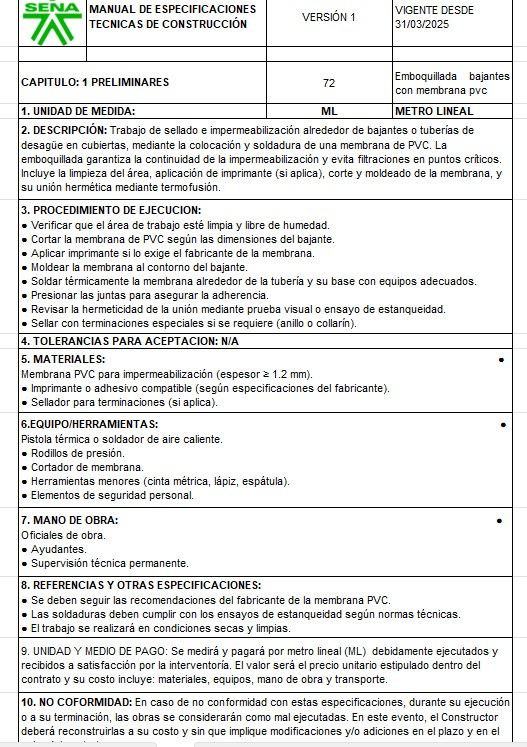 SENA
MANUAL DE ESPECIFICACIONES
TECNICAS DE CONSTRUCCIÓN
VERSIÓN 1
VIGENTE DESDE
31/03/2025
CAPITULO: 1 PRELIMINARES
72
Emboquillada bajantes
con membrana pvc
1. UNIDAD DE MEDIDA:
ML
METRO LINEAL
2. DESCRIPCIÓN: Trabajo de sellado e impermeabilización alrededor de bajantes o tuberías de
desagüe en cubiertas, mediante la colocación y soldadura de una membrana de PVC. La
emboquillada garantiza la continuidad de la impermeabilización y evita filtraciones en puntos críticos.
Incluye la limpieza del área, aplicación de imprimante (si aplica), corte y moldeado de la membrana, y
su unión hermética mediante termofusión.
3. PROCEDIMIENTO DE EJECUCION:
● Verificar que el área de trabajo esté limpia y libre de humedad.
● Cortar la membrana de PVC según las dimensiones del bajante.
● Aplicar imprimante si lo exige el fabricante de la membrana.
● Moldear la membrana al contorno del bajante.
● Soldar térmicamente la membrana alrededor de la tubería y su base con equipos adecuados.
● Presionar las juntas para asegurar la adherencia.
● Revisar la hermeticidad de la unión mediante prueba visual o ensayo de estanqueidad.
● Sellar con terminaciones especiales si se requiere (anillo o collarín).
4. TOLERANCIAS PARA ACEPTACION: N/A
5. MATERIALES: ●
Membrana PVC para impermeabilización (espesor ≥ 1.2 mm).
● Imprimante o adhesivo compatible (según especificaciones del fabricante).
● Sellador para terminaciones (si aplica).
6.EQUIPO/HERRAMIENTAS: ●
Pistola térmica o soldador de aire caliente.
● Rodillos de presión.
● Cortador de membrana.
● Herramientas menores (cinta métrica, lápiz, espátula).
● Elementos de seguridad personal.
7. MANO DE OBRA: ●
Oficiales de obra.
● Ayudantes.
● Supervisión técnica permanente.
8. REFERENCIAS Y OTRAS ESPECIFICACIONES:
● Se deben seguir las recomendaciones del fabricante de la membrana PVC.
● Las soldaduras deben cumplir con los ensayos de estanqueidad según normas técnicas.
● El trabajo se realizará en condiciones secas y limpias.
9. UNIDAD Y MEDIO DE PAGO: Se medirá y pagará por metro lineal (ML) debidamente ejecutados y
recibidos a satisfacción por la interventoría. El valor será el precio unitario estipulado dentro del
contrato y su costo incluye: materiales, equipos, mano de obra y transporte.
10. NO COFORMIDAD: En caso de no conformidad con estas especificaciones, durante su ejecución
o a su terminación, las obras se considerarán como mal ejecutadas. En este evento, el Constructor
deberá reconstruirlas a su costo y sin que implique modificaciones y/o adiciones en el plazo y en el